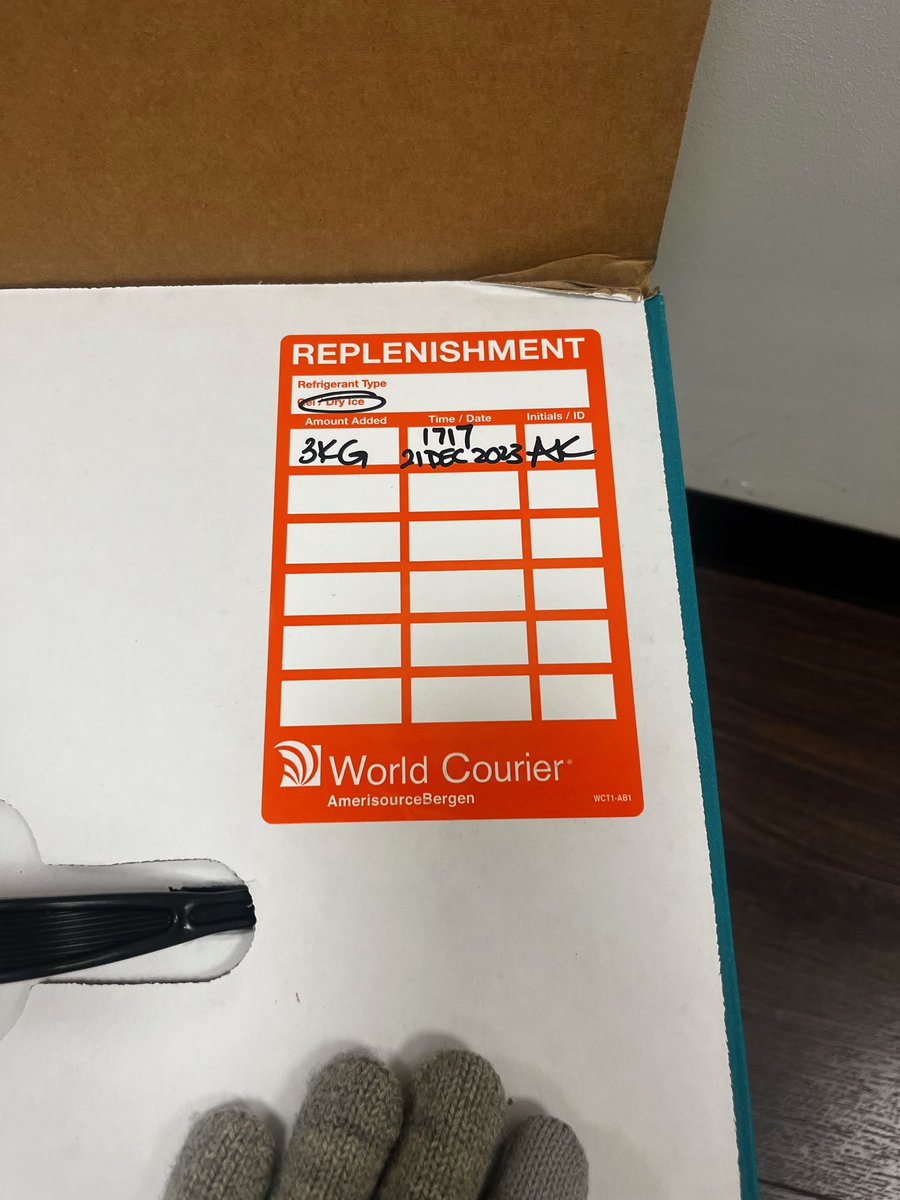 REPLENISHMENT
Refrigerant Type
Gel / Dry Ice
Amount Added Time / Date Initials / ID
1717
3KG 21DEC2023 AK
World Courier®
AmerisourceBergen
WCT1-AB1